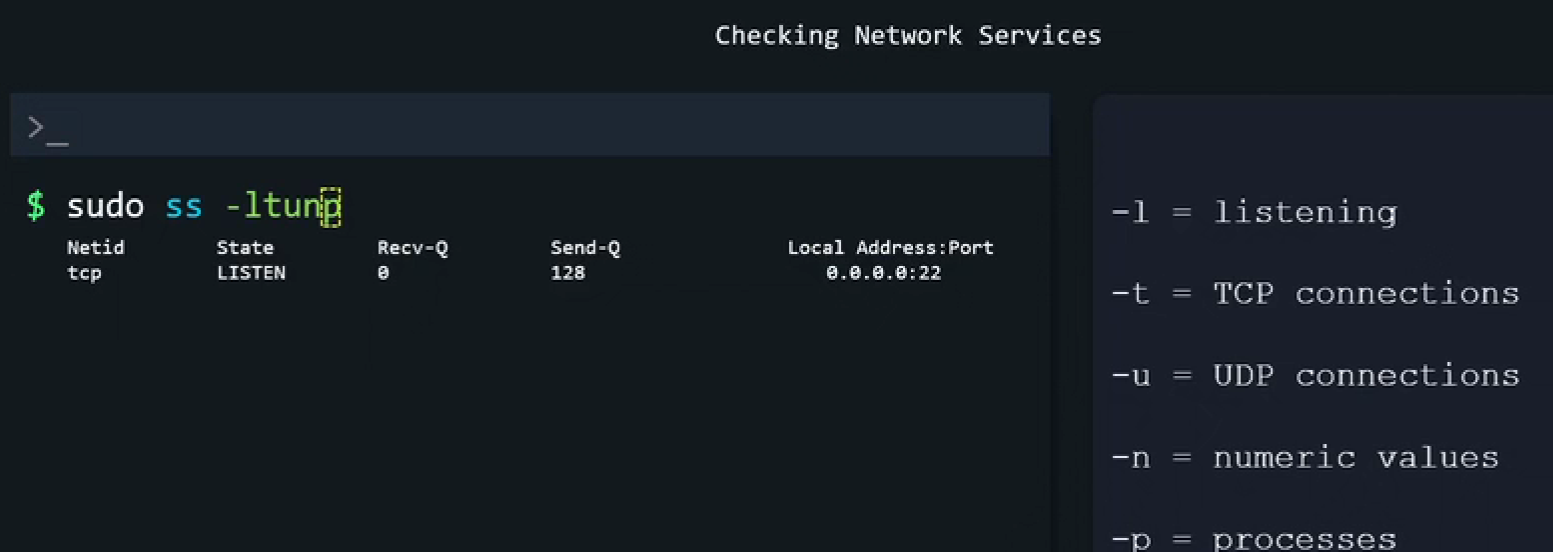 Checking Network Services
>_
$ sudo ss -ltunp
Netid State Recv-Q Send-Q Local Address:Port
tcp LISTEN 0 128 0.0.0.0:22
-l = listening
-t = TCP connections
-u = UDP connections
-n = numeric values
-p = processes